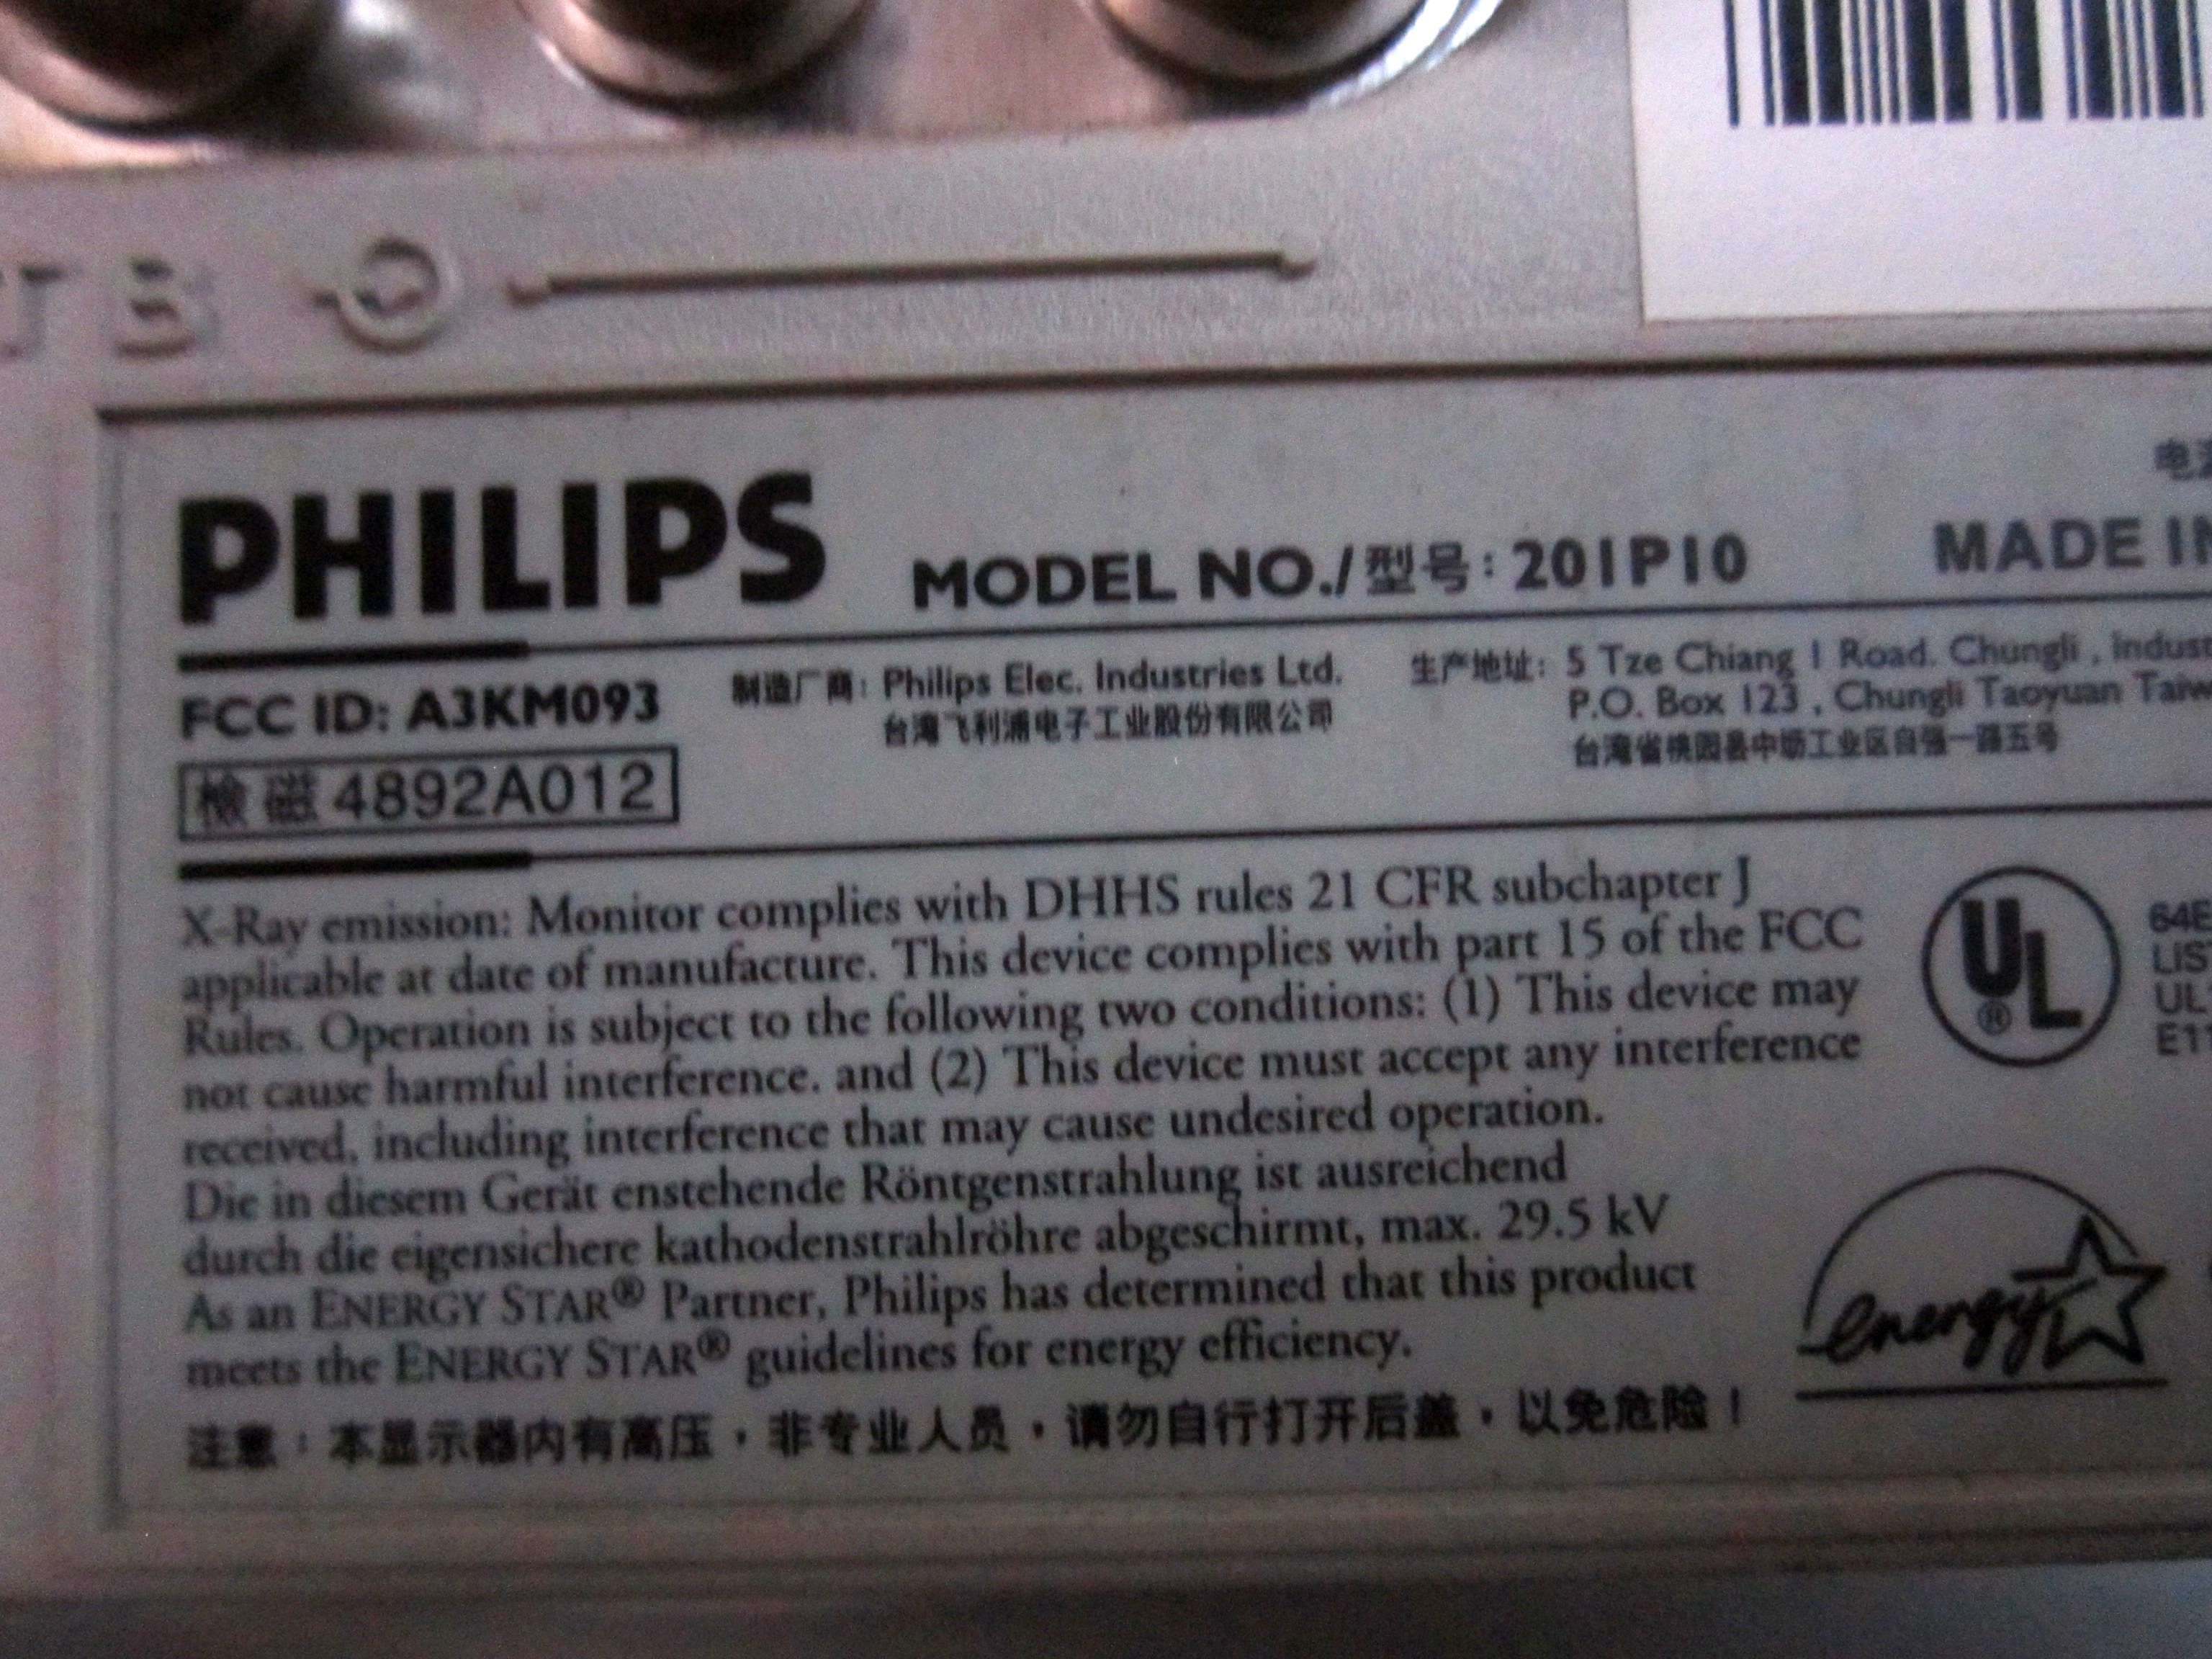 B
PHILIPS MODEL NO./型号: 201P10
电
MADE IN
FCC ID: A3KM093
制造厂商: Philips Elec. Industries Ltd.
台湾飞利浦电子工业股份有限公司
生产地址: 5 Tze Chiang 1 Road. Chungli , Indust
P.O. Box 123 , Chungli Taoyuan Taiw
台湾省桃园县中坜工业区自强一路五号
檢磁 4892A012
X-Ray emission: Monitor complies with DHHS rules 21 CFR subchapter J
applicable at date of manufacture. This device complies with part 15 of the FCC
Rules. Operation is subject to the following two conditions: (1) This device may
not cause harmful interference. and (2) This device must accept any interference
received, including interference that may cause undesired operation.
Die in diesem Gerät enstehende Röntgenstrahlung ist ausreichend
durch die eigensichere kathodenstrahlröhre abgeschirmt, max. 29.5 kV
As an ENERGY STAR® Partner, Philips has determined that this product
meets the ENERGY STAR® guidelines for energy efficiency.
注意：本显示器内有高压，非专业人员，请勿自行打开后盖，以免危险！
UL ®
64
LIS
UL
E11
energy